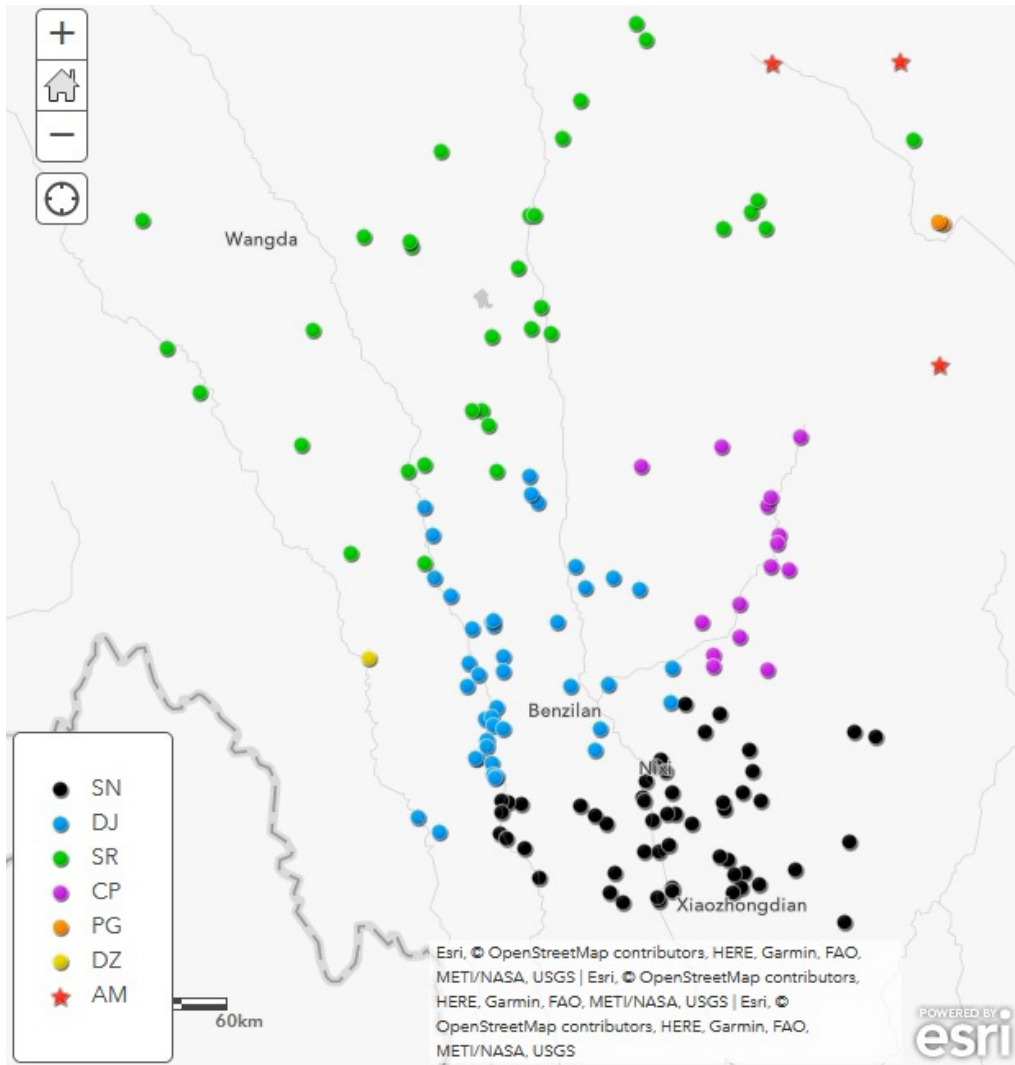 +
−
Wangda
Benzilan
Nixi
Xiaozhongdian
SN
DJ
SR
CP
PG
DZ
AM
60km
Esri, © OpenStreetMap contributors, HERE, Garmin, FAO,
METI/NASA, USGS | Esri, © OpenStreetMap contributors,
HERE, Garmin, FAO, METI/NASA, USGS | Esri, ©
OpenStreetMap contributors, HERE, Garmin, FAO,
METI/NASA, USGS
POWERED BY
esri